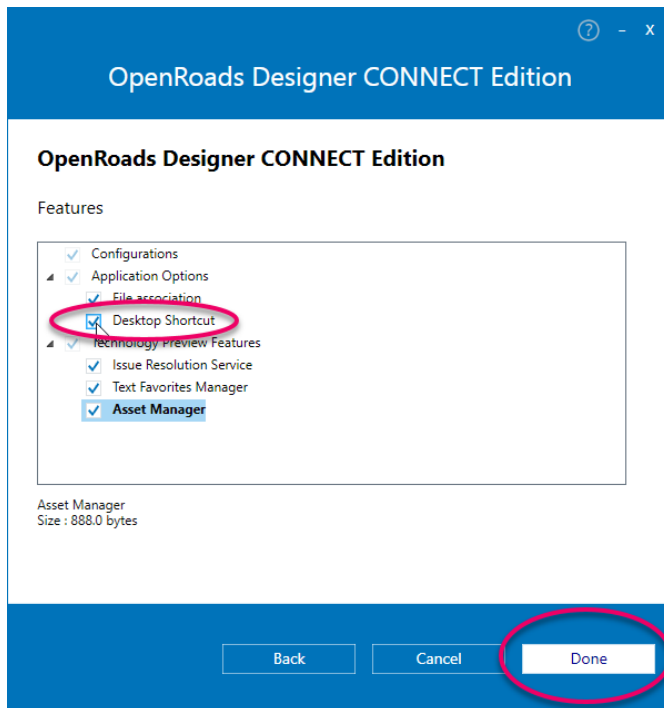 ? - x
OpenRoads Designer CONNECT Edition
OpenRoads Designer CONNECT Edition
Features
Configurations
Application Options
File association
Desktop Shortcut
Technology Preview Features
Issue Resolution Service
Text Favorites Manager
Asset Manager
Asset Manager
Size : 888.0 bytes
Back Cancel Done